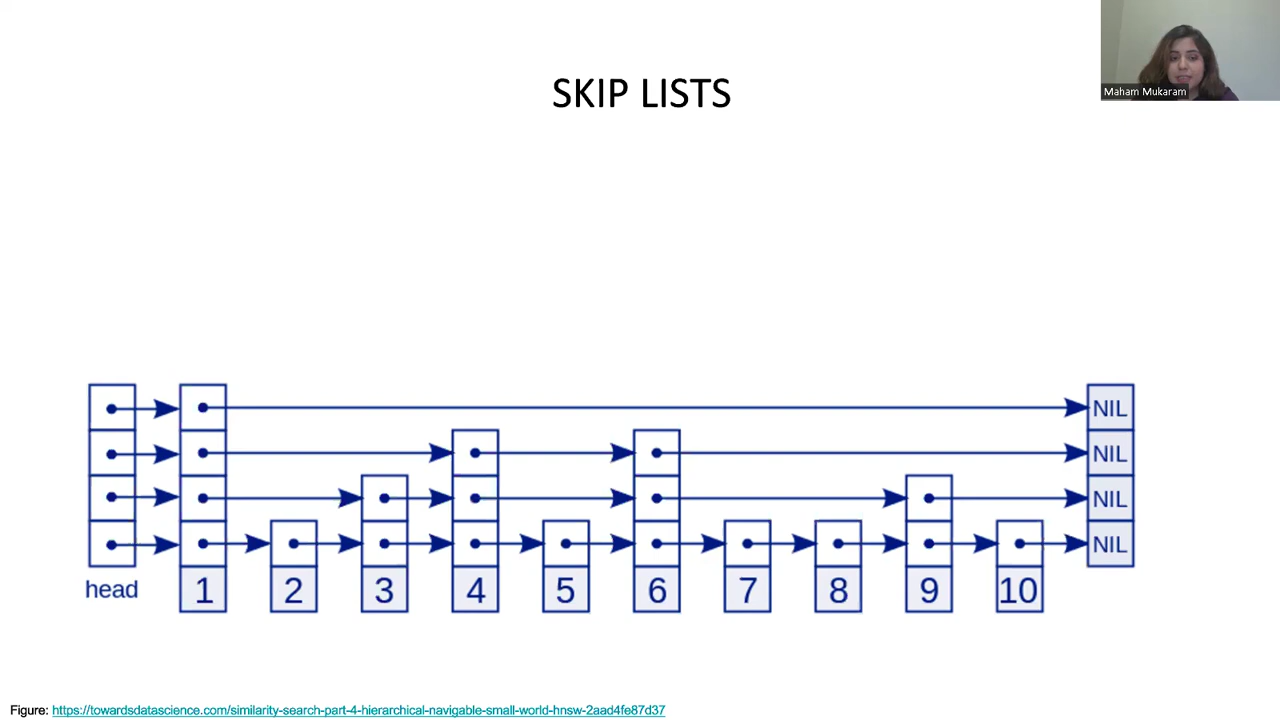 SKIP LISTS
Maham Mukaram
NIL
NIL
NIL
NIL
head
1 2 3 4 5 6 7 8 9 10
Figure: https://towardsdatascience.com/similarity-search-part-4-hierarchical-navigable-small-world-hnsw-2aad4fe87d37